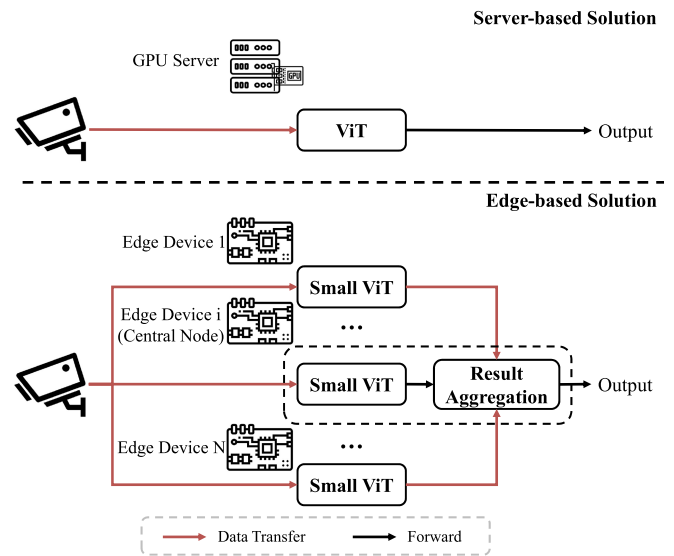 Server-based Solution
GPU Server
GPU
ViT
Output
Edge-based Solution
Edge Device 1
Small ViT
Edge Device i
(Central Node)
...
Small ViT
Result
Aggregation
Output
Edge Device N
...
Small ViT
Data Transfer
Forward